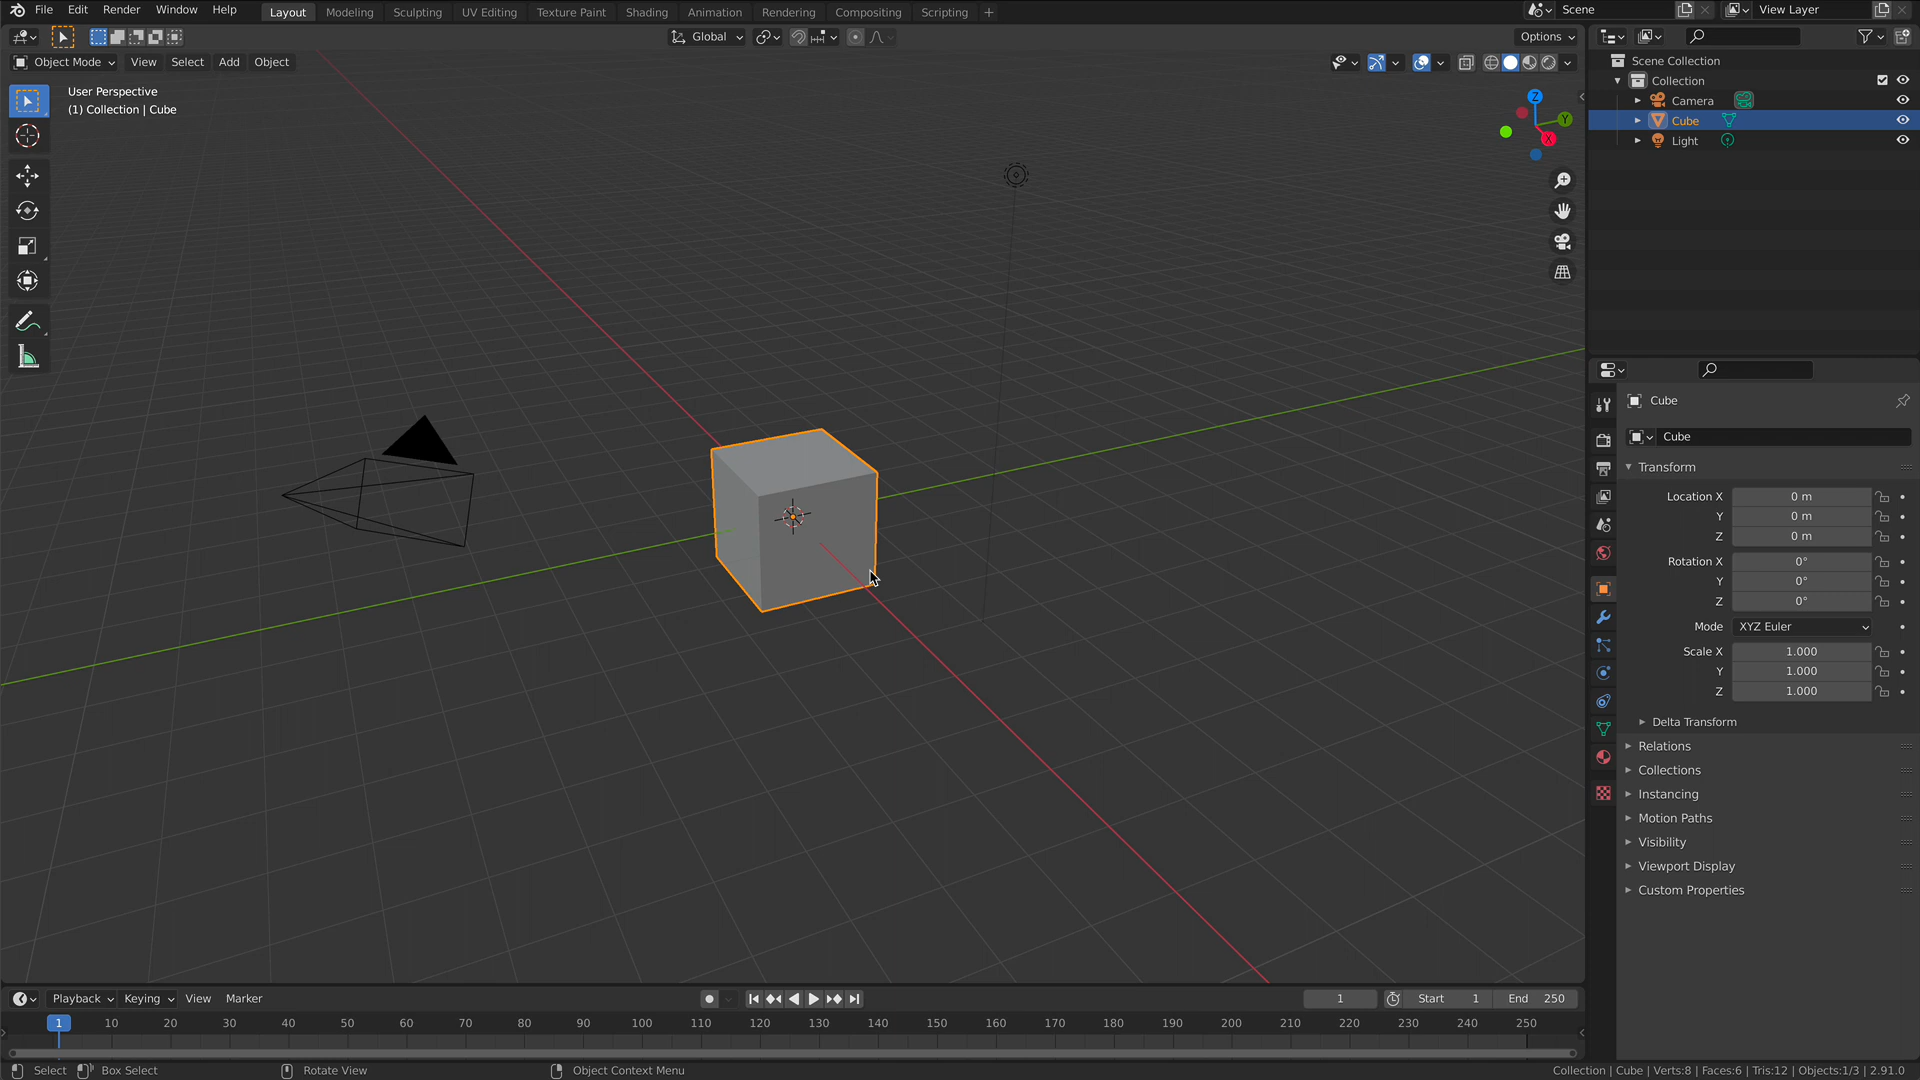 File Edit Render Window Help
Layout Modeling Sculpting UV Editing Texture Paint Shading Animation Rendering Compositing Scripting +
Scene
View Layer
Global
Options
Object Mode View Select Add Object
User Perspective
(1) Collection | Cube
Z
Y
X
Scene Collection
Collection
Camera
Cube
Light
Cube
Cube
Transform
Location X 0 m
Y 0 m
Z 0 m
Rotation X 0°
Y 0°
Z 0°
Mode XYZ Euler
Scale X 1.000
Y 1.000
Z 1.000
Delta Transform
Relations
Collections
Instancing
Motion Paths
Visibility
Viewport Display
Custom Properties
Playback Keying View Marker
1
Start 1
End 250
1 10 20 30 40 50 60 70 80 90 100 110 120 130 140 150 160 170 180 190 200 210 220 230 240 250
Select Box Select Rotate View Object Context Menu
Collection | Cube | Verts:8 | Faces:6 | Tris:12 | Objects:1/3 | 2.91.0